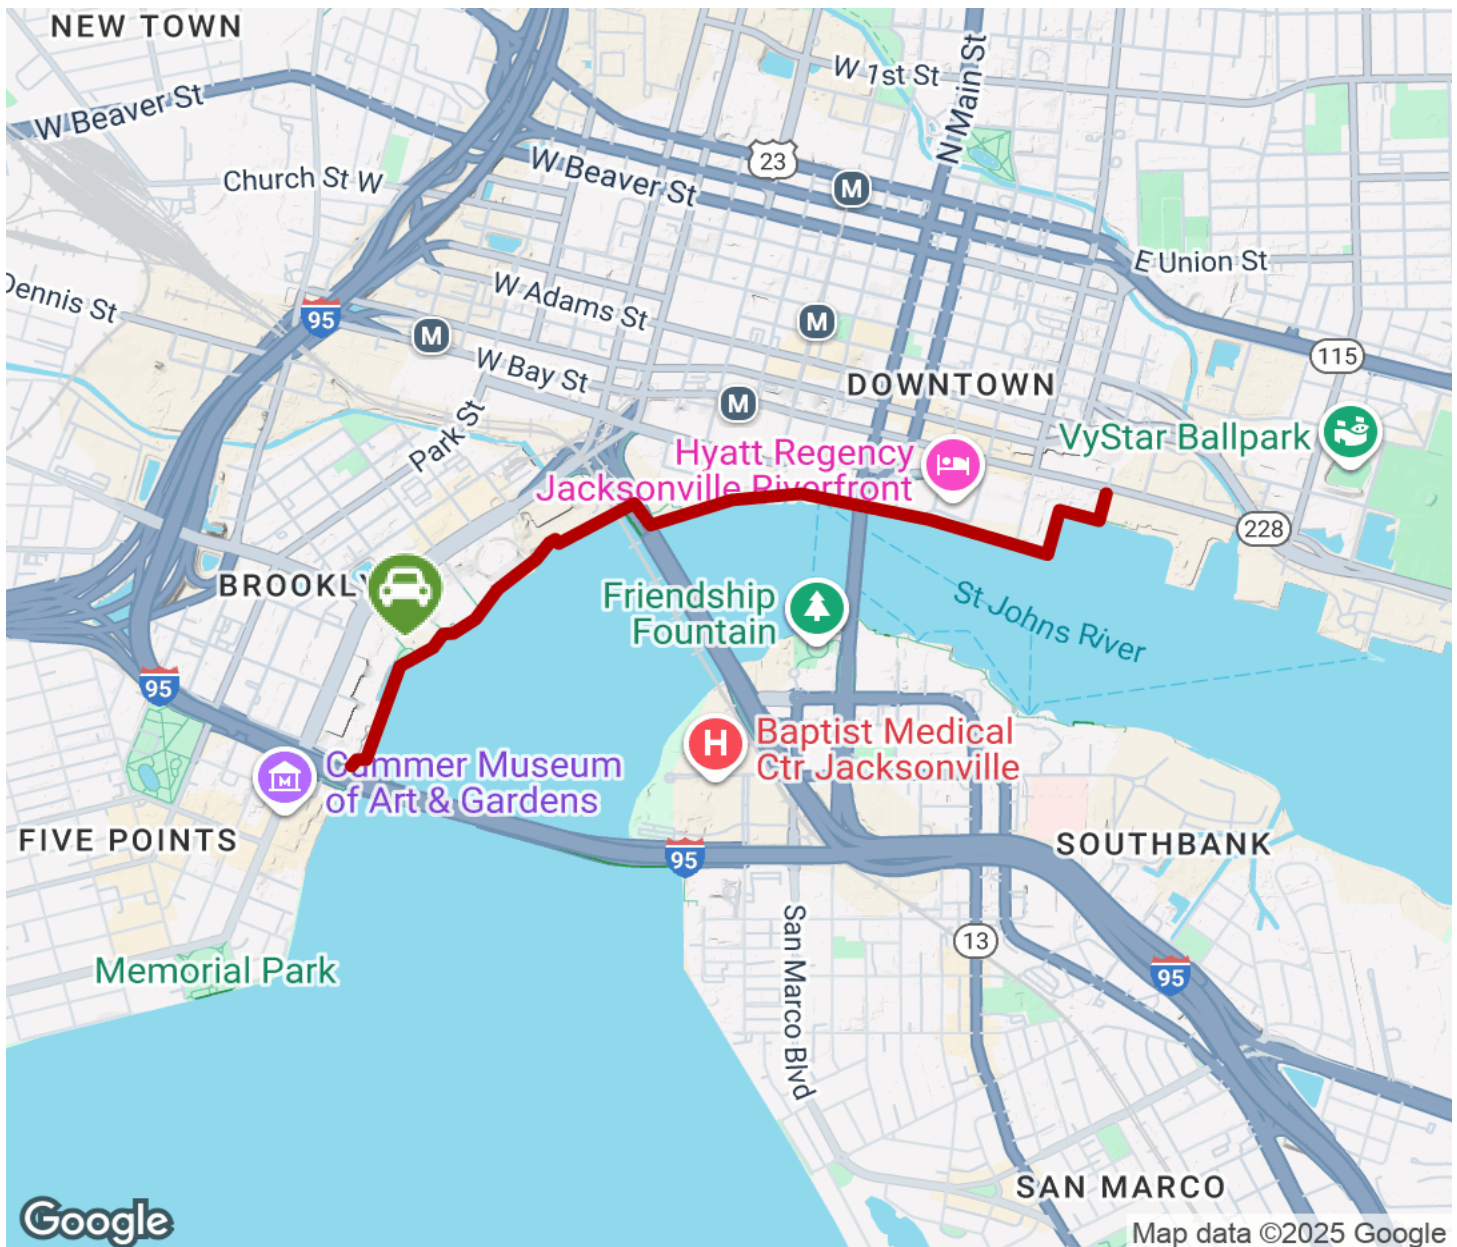 NEW TOWN
W 1st St
N Main St
W Beaver St
23
W Beaver St
M
Church St W
E Union St
Dennis St
W Adams St
95
M
M
115
W Bay St
DOWNTOWN
M
Park St
VyStar Ballpark
Hyatt Regency
Jacksonville Riverfront
228
BROOKLY
Friendship
Fountain
St Johns River
95
Baptist Medical
Ctr Jacksonville
H
Cummer Museum
of Art & Gardens
M
FIVE POINTS
95
SOUTHBANK
San Marco Blvd
13
Memorial Park
95
SAN MARCO
Google
Map data ©2025 Google